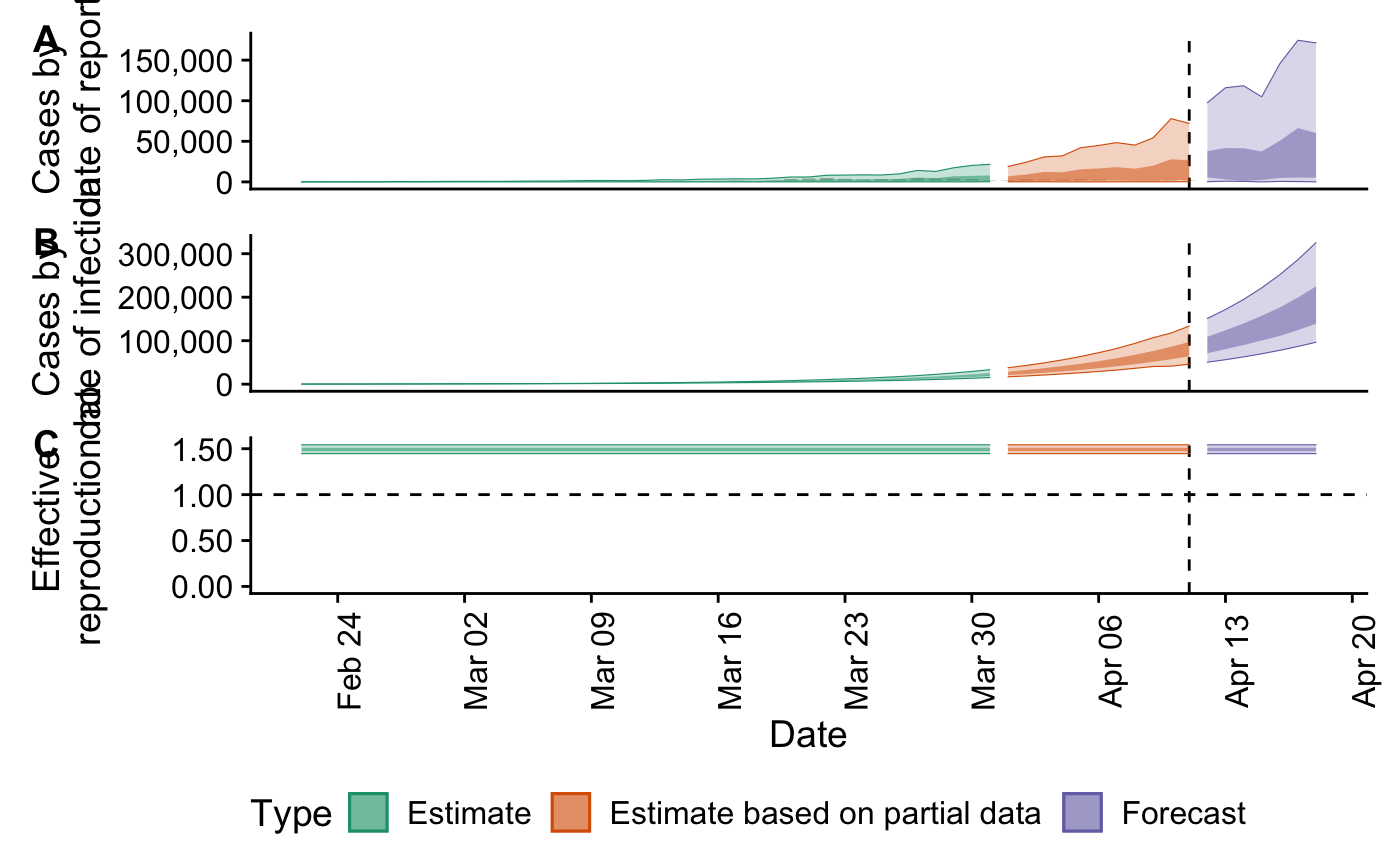 A
Cases by
date of report
150,000
100,000
50,000
0
B
Cases by
date of infection
300,000
200,000
100,000
0
C
Effective
reproduction no.
1.50
1.00
0.50
0.00
Feb 24
Mar 02
Mar 09
Mar 16
Mar 23
Mar 30
Apr 06
Apr 13
Apr 20
Date
Type
Estimate
Estimate based on partial data
Forecast